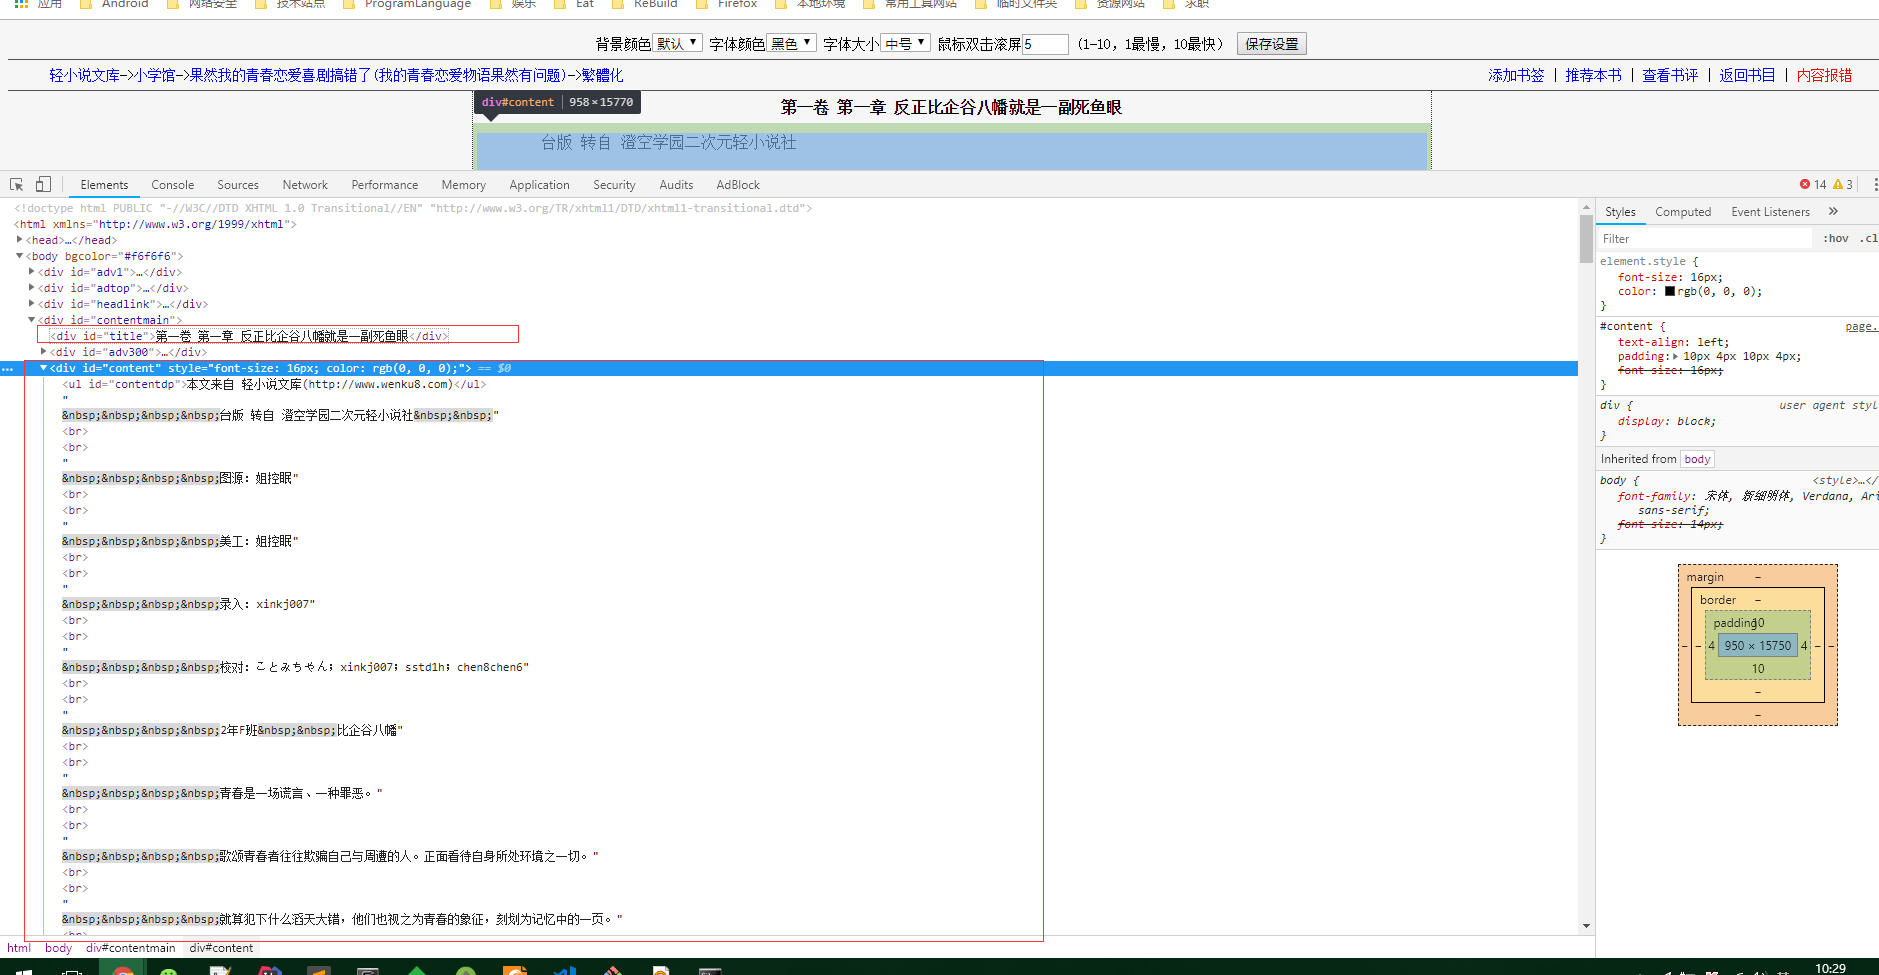 应用 Android 网络安全 技术站点 ProgramLanguage 娱乐 Eat ReBuild Firefox 本地环境 常用工具网站 临时文件夹 资源网站 求职
背景颜色 默认 字体颜色 黑色 字体大小 中号 鼠标双击滚屏 5 (1-10，1最慢，10最快) 保存设置
轻小说文库->小学馆->果然我的青春恋爱喜剧搞错了(我的青春恋爱物语果然有问题)->繁體化
添加书签 | 推荐本书 | 查看书评 | 返回书目 | 内容报错
div#content | 958×15770
第一卷 第一章 反正比企谷八幡就是一副死鱼眼
台版 转自 澄空学园二次元轻小说社
Elements Console Sources Network Performance Memory Application Security Audits AdBlock
14 3
<!doctype html PUBLIC "-//W3C//DTD XHTML 1.0 Transitional//EN" "http://www.w3.org/TR/xhtml1/DTD/xhtml1-transitional.dtd">
<html xmlns="http://www.w3.org/1999/xhtml">
<head>…</head>
<body bgcolor="#f6f6f6">
<div id="adv1">…</div>
<div id="adtop">…</div>
<div id="headlink">…</div>
<div id="contentmain">
<div id="title">第一卷 第一章 反正比企谷八幡就是一副死鱼眼</div>
<div id="adv300">…</div>
<div id="content" style="font-size: 16px; color: rgb(0, 0, 0);"> == $0
<ul id="contentdp">本文来自 轻小说文库(http://www.wenku8.com)</ul>
"
&nbsp;&nbsp;&nbsp;&nbsp;台版 转自 澄空学园二次元轻小说社&nbsp;&nbsp;"
<br>
<br>
"
&nbsp;&nbsp;&nbsp;&nbsp;图源：姐控眠"
<br>
<br>
"
&nbsp;&nbsp;&nbsp;&nbsp;美工：姐控眠"
<br>
<br>
"
&nbsp;&nbsp;&nbsp;&nbsp;录入：xinkj007"
<br>
<br>
"
&nbsp;&nbsp;&nbsp;&nbsp;校对：ことみちゃん；xinkj007；sstd1h；chen8chen6"
<br>
<br>
"
&nbsp;&nbsp;&nbsp;&nbsp;2年F班&nbsp;&nbsp;比企谷八幡"
<br>
<br>
"
&nbsp;&nbsp;&nbsp;&nbsp;青春是一场谎言、一种罪恶。"
<br>
<br>
"
&nbsp;&nbsp;&nbsp;&nbsp;歌颂青春者往往欺骗自己与周遭的人。正面看待自身所处环境之一切。"
<br>
<br>
"
&nbsp;&nbsp;&nbsp;&nbsp;就算犯下什么滔天大错，他们也视之为青春的象征，刻划为记忆中的一页。"
<br>
html body div#contentmain div#content
Styles Computed Event Listeners »
Filter :hov .cl
element.style {
font-size: 16px;
color: rgb(0, 0, 0);
}
#content { page.
text-align: left;
padding: 10px 4px 10px 4px;
font-size: 16px;
}
div { user agent styl
display: block;
}
Inherited from body
body { <style>…</
font-family: 宋体, 新细明体, Verdana, Ari
sans-serif;
font-size: 14px;
}
margin –
border –
padding 10
– – 4 950 × 15750 4 – –
10
–
–
10:29